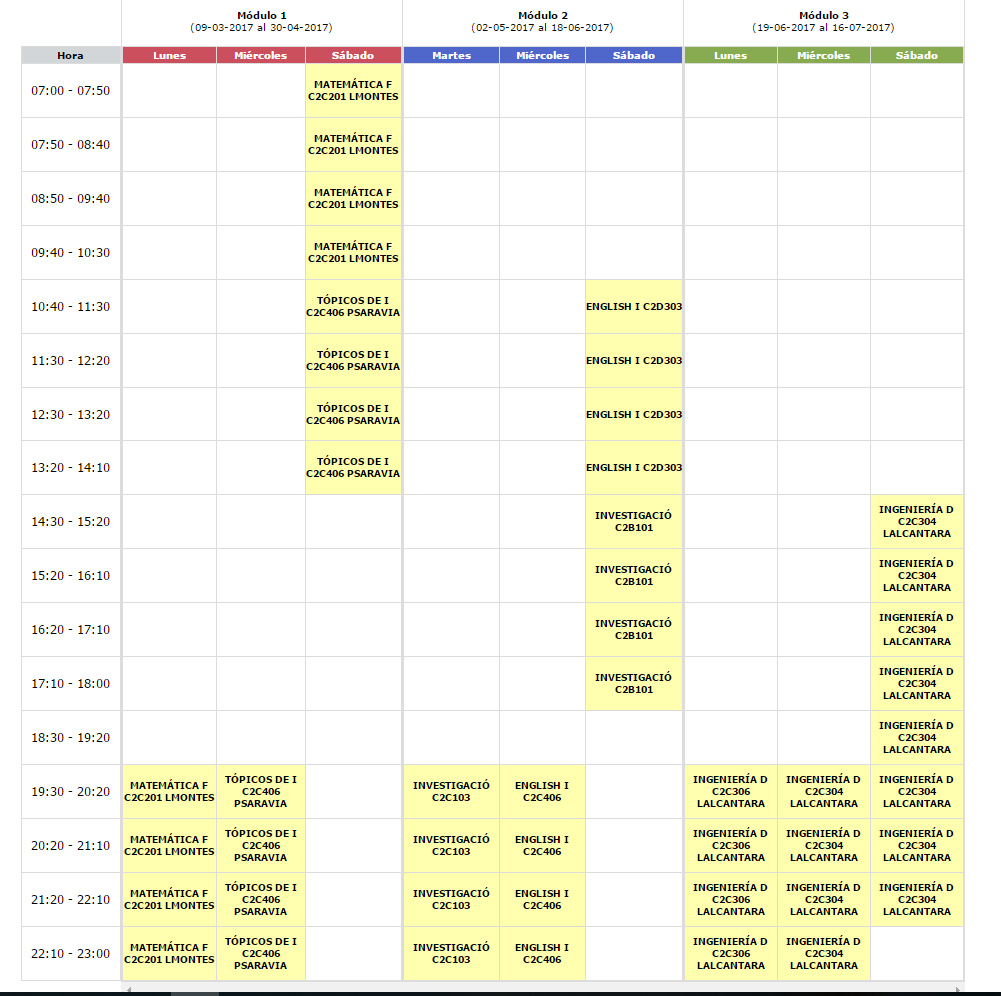 Módulo 1
(09-03-2017 al 30-04-2017)
Módulo 2
(02-05-2017 al 18-06-2017)
Módulo 3
(19-06-2017 al 16-07-2017)
Hora Lunes Miércoles Sábado Martes Miércoles Sábado Lunes Miércoles Sábado
07:00 - 07:50
MATEMÁTICA F
C2C201 LMONTES
07:50 - 08:40
MATEMÁTICA F
C2C201 LMONTES
08:50 - 09:40
MATEMÁTICA F
C2C201 LMONTES
09:40 - 10:30
MATEMÁTICA F
C2C201 LMONTES
10:40 - 11:30
TÓPICOS DE I
C2C406 PSARAVIA
ENGLISH I C2D303
11:30 - 12:20
TÓPICOS DE I
C2C406 PSARAVIA
ENGLISH I C2D303
12:30 - 13:20
TÓPICOS DE I
C2C406 PSARAVIA
ENGLISH I C2D303
13:20 - 14:10
TÓPICOS DE I
C2C406 PSARAVIA
ENGLISH I C2D303
14:30 - 15:20
INVESTIGACIÓ
C2B101
INGENIERÍA D
C2C304
LALCANTARA
15:20 - 16:10
INVESTIGACIÓ
C2B101
INGENIERÍA D
C2C304
LALCANTARA
16:20 - 17:10
INVESTIGACIÓ
C2B101
INGENIERÍA D
C2C304
LALCANTARA
17:10 - 18:00
INVESTIGACIÓ
C2B101
INGENIERÍA D
C2C304
LALCANTARA
18:30 - 19:20
INGENIERÍA D
C2C304
LALCANTARA
19:30 - 20:20
MATEMÁTICA F
C2C201 LMONTES
TÓPICOS DE I
C2C406
PSARAVIA
INVESTIGACIÓ
C2C103
ENGLISH I
C2C406
INGENIERÍA D
C2C306
LALCANTARA
INGENIERÍA D
C2C304
LALCANTARA
INGENIERÍA D
C2C304
LALCANTARA
20:20 - 21:10
MATEMÁTICA F
C2C201 LMONTES
TÓPICOS DE I
C2C406
PSARAVIA
INVESTIGACIÓ
C2C103
ENGLISH I
C2C406
INGENIERÍA D
C2C306
LALCANTARA
INGENIERÍA D
C2C304
LALCANTARA
INGENIERÍA D
C2C304
LALCANTARA
21:20 - 22:10
MATEMÁTICA F
C2C201 LMONTES
TÓPICOS DE I
C2C406
PSARAVIA
INVESTIGACIÓ
C2C103
ENGLISH I
C2C406
INGENIERÍA D
C2C306
LALCANTARA
INGENIERÍA D
C2C304
LALCANTARA
INGENIERÍA D
C2C304
LALCANTARA
22:10 - 23:00
MATEMÁTICA F
C2C201 LMONTES
TÓPICOS DE I
C2C406
PSARAVIA
INVESTIGACIÓ
C2C103
ENGLISH I
C2C406
INGENIERÍA D
C2C306
LALCANTARA
INGENIERÍA D
C2C304
LALCANTARA